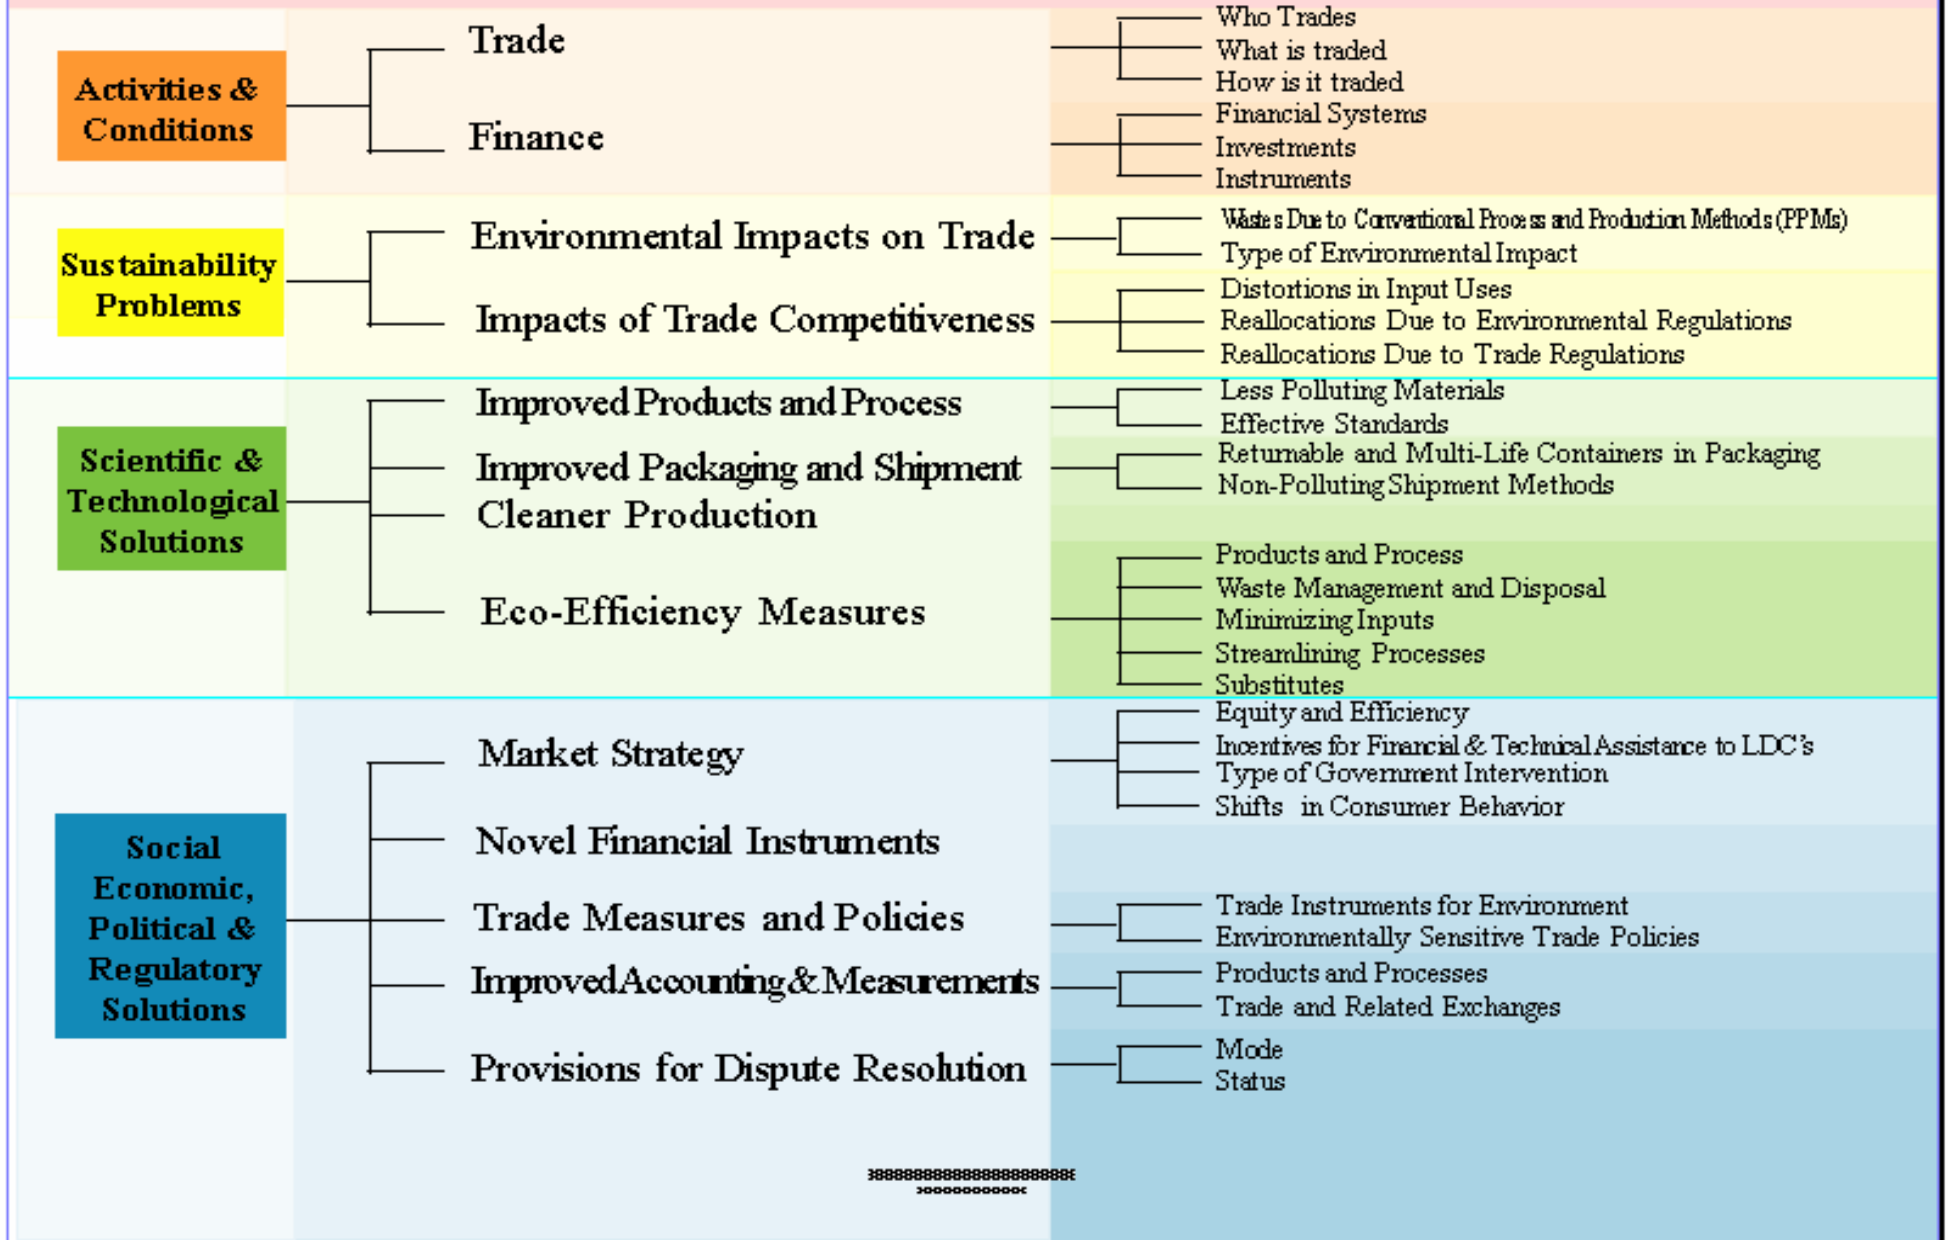 Activities &
Conditions
Trade
Who Trades
What is traded
How is it traded
Finance
Financial Systems
Investments
Instruments
Sustainability
Problems
Environmental Impacts on Trade
Wastes Due to Conventional Process and Production Methods (PPMs)
Type of Environmental Impact
Impacts of Trade Competitiveness
Distortions in Input Uses
Reallocations Due to Environmental Regulations
Reallocations Due to Trade Regulations
Scientific &
Technological
Solutions
Improved Products and Process
Less Polluting Materials
Effective Standards
Improved Packaging and Shipment
Returnable and Multi-Life Containers in Packaging
Non-Polluting Shipment Methods
Cleaner Production
Eco-Efficiency Measures
Products and Process
Waste Management and Disposal
Minimizing Inputs
Streamlining Processes
Substitutes
Social
Economic,
Political &
Regulatory
Solutions
Market Strategy
Equity and Efficiency
Incentives for Financial & Technical Assistance to LDC's
Type of Government Intervention
Shifts in Consumer Behavior
Novel Financial Instruments
Trade Measures and Policies
Trade Instruments for Environment
Environmentally Sensitive Trade Policies
Improved Accounting & Measurements
Products and Processes
Trade and Related Exchanges
Provisions for Dispute Resolution
Mode
Status